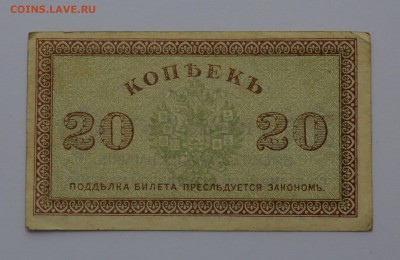 COINS.LAVE.RU
КОПѢЕКЪ
20 20
ПОДДѢЛКА БИЛЕТА ПРЕСЛѢДУЕТСЯ ЗАКОНОМЪ.